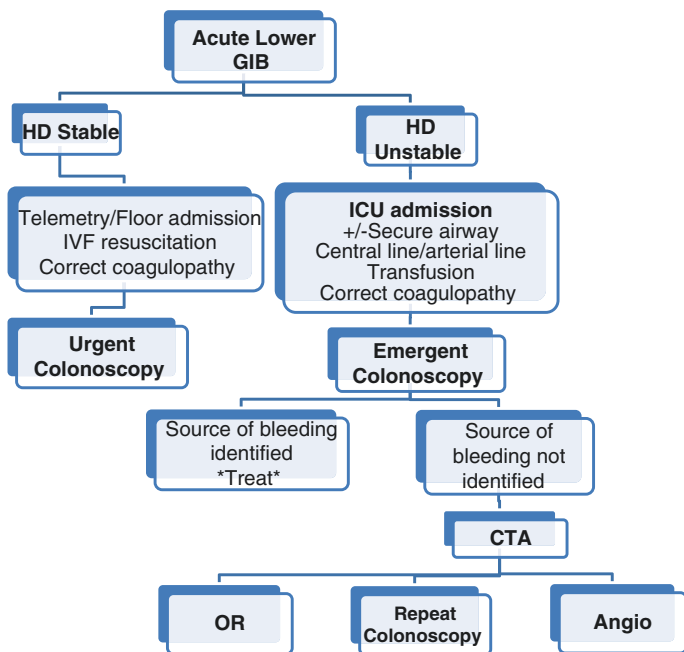 Acute Lower
GIB
HD Stable
HD
Unstable
Telemetry/Floor admission
IVF resuscitation
Correct coagulopathy
ICU admission
+/-Secure airway
Central line/arterial line
Transfusion
Correct coagulopathy
Urgent
Colonoscopy
Emergent
Colonoscopy
Source of bleeding
identified
*Treat*
Source of
bleeding not
identified
CTA
OR
Repeat
Colonoscopy
Angio